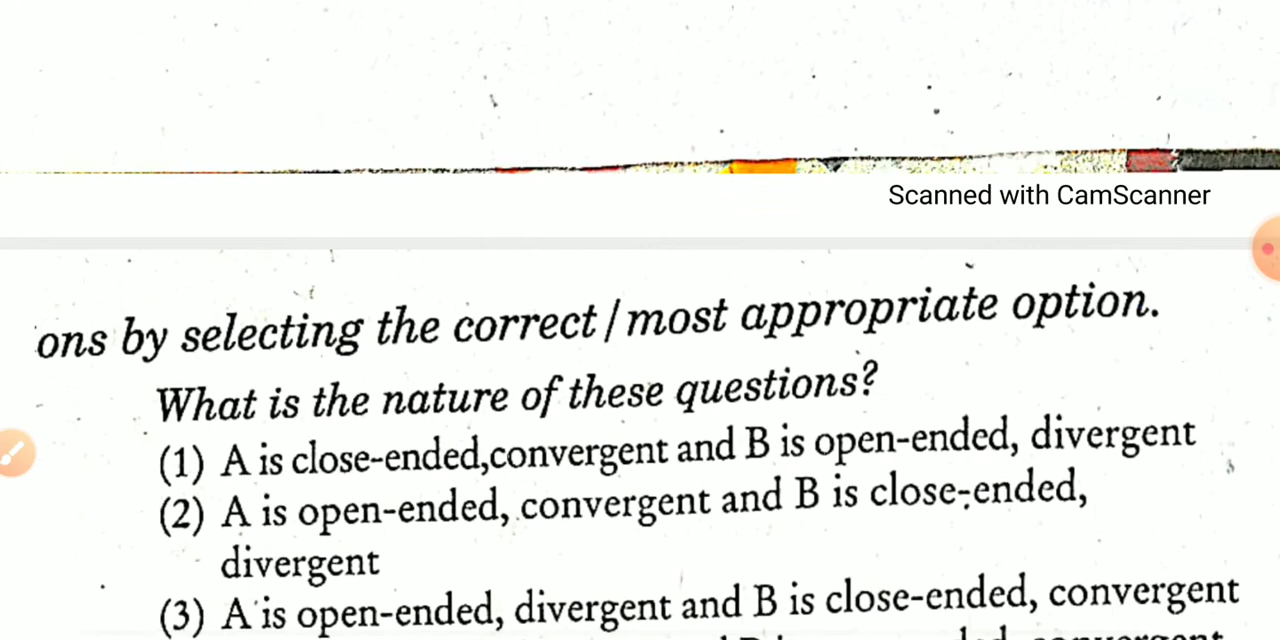 Scanned with CamScanner
ons by selecting the correct / most appropriate option.
What is the nature of these questions?
(1) A is close-ended,convergent and B is open-ended, divergent
(2) A is open-ended, convergent and B is close-ended,
divergent
(3) A is open-ended, divergent and B is close-ended, convergent